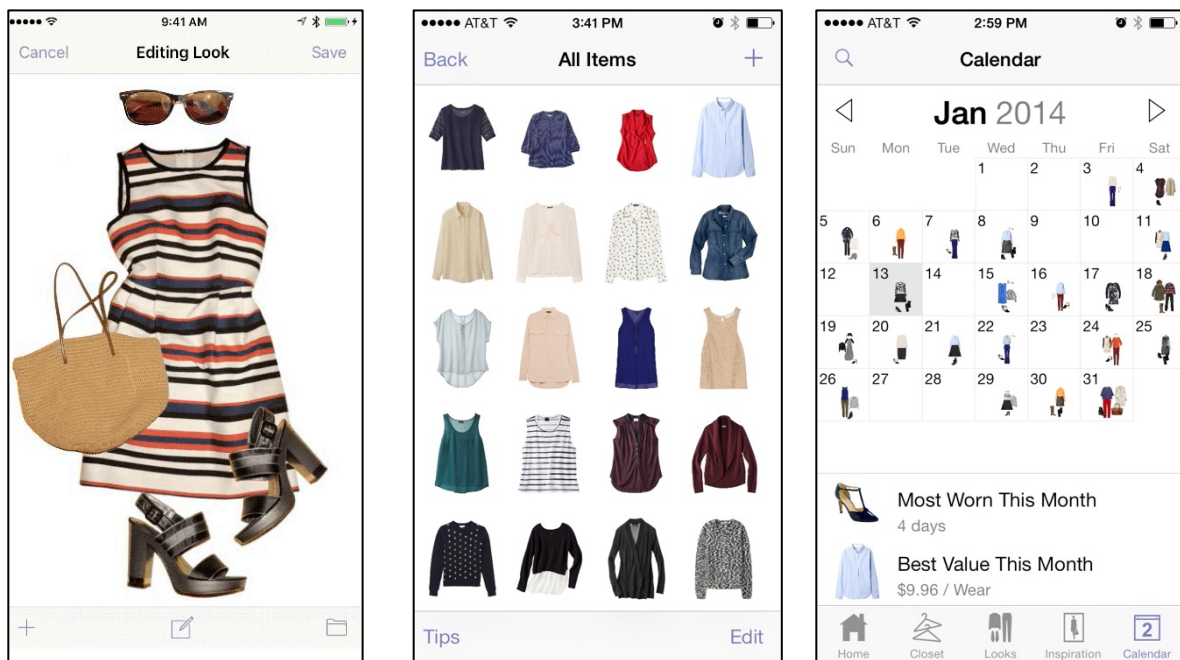 9:41 AM
Cancel Editing Look Save
AT&T 3:41 PM
Back All Items +
Tips Edit
AT&T 2:59 PM
Calendar
Jan 2014
Sun Mon Tue Wed Thu Fri Sat
1 2 3 4
5 6 7 8 9 10 11
12 13 14 15 16 17 18
19 20 21 22 23 24 25
26 27 28 29 30 31
Most Worn This Month
4 days
Best Value This Month
$9.96 / Wear
2
Home Closet Looks Inspiration Calendar